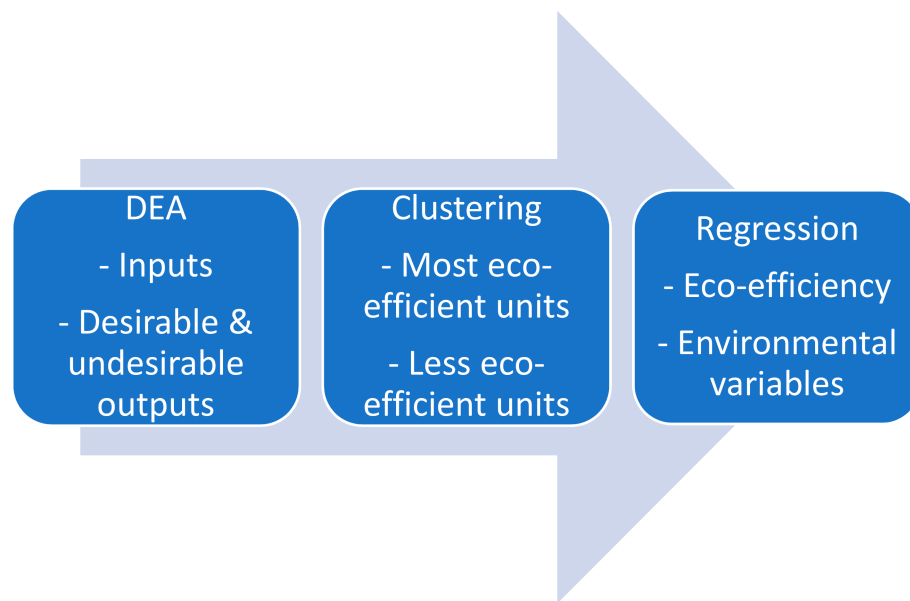 DEA
- Inputs
- Desirable &
undesirable
outputs
Clustering
- Most eco-
efficient units
- Less eco-
efficient units
Regression
- Eco-efficiency
- Environmental
variables